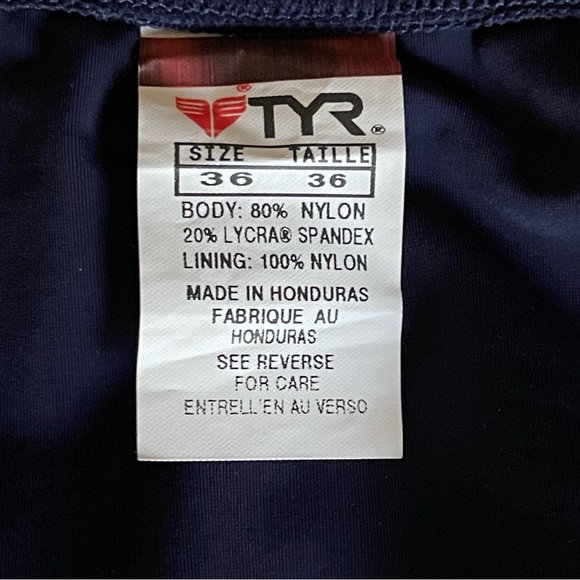 TYR®
SIZE TAILLE
36 36
BODY: 80% NYLON
20% LYCRA® SPANDEX
LINING: 100% NYLON
MADE IN HONDURAS
FABRIQUE AU
HONDURAS
SEE REVERSE
FOR CARE
ENTRELL'EN AU VERSO